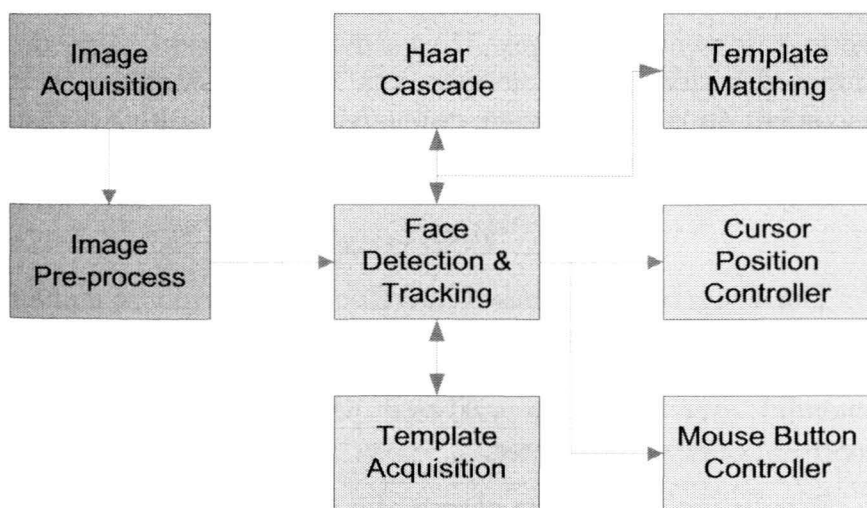 Image
Acquisition
Haar
Cascade
Template
Matching
Image
Pre-process
Face
Detection &
Tracking
Cursor
Position
Controller
Template
Acquisition
Mouse Button
Controller